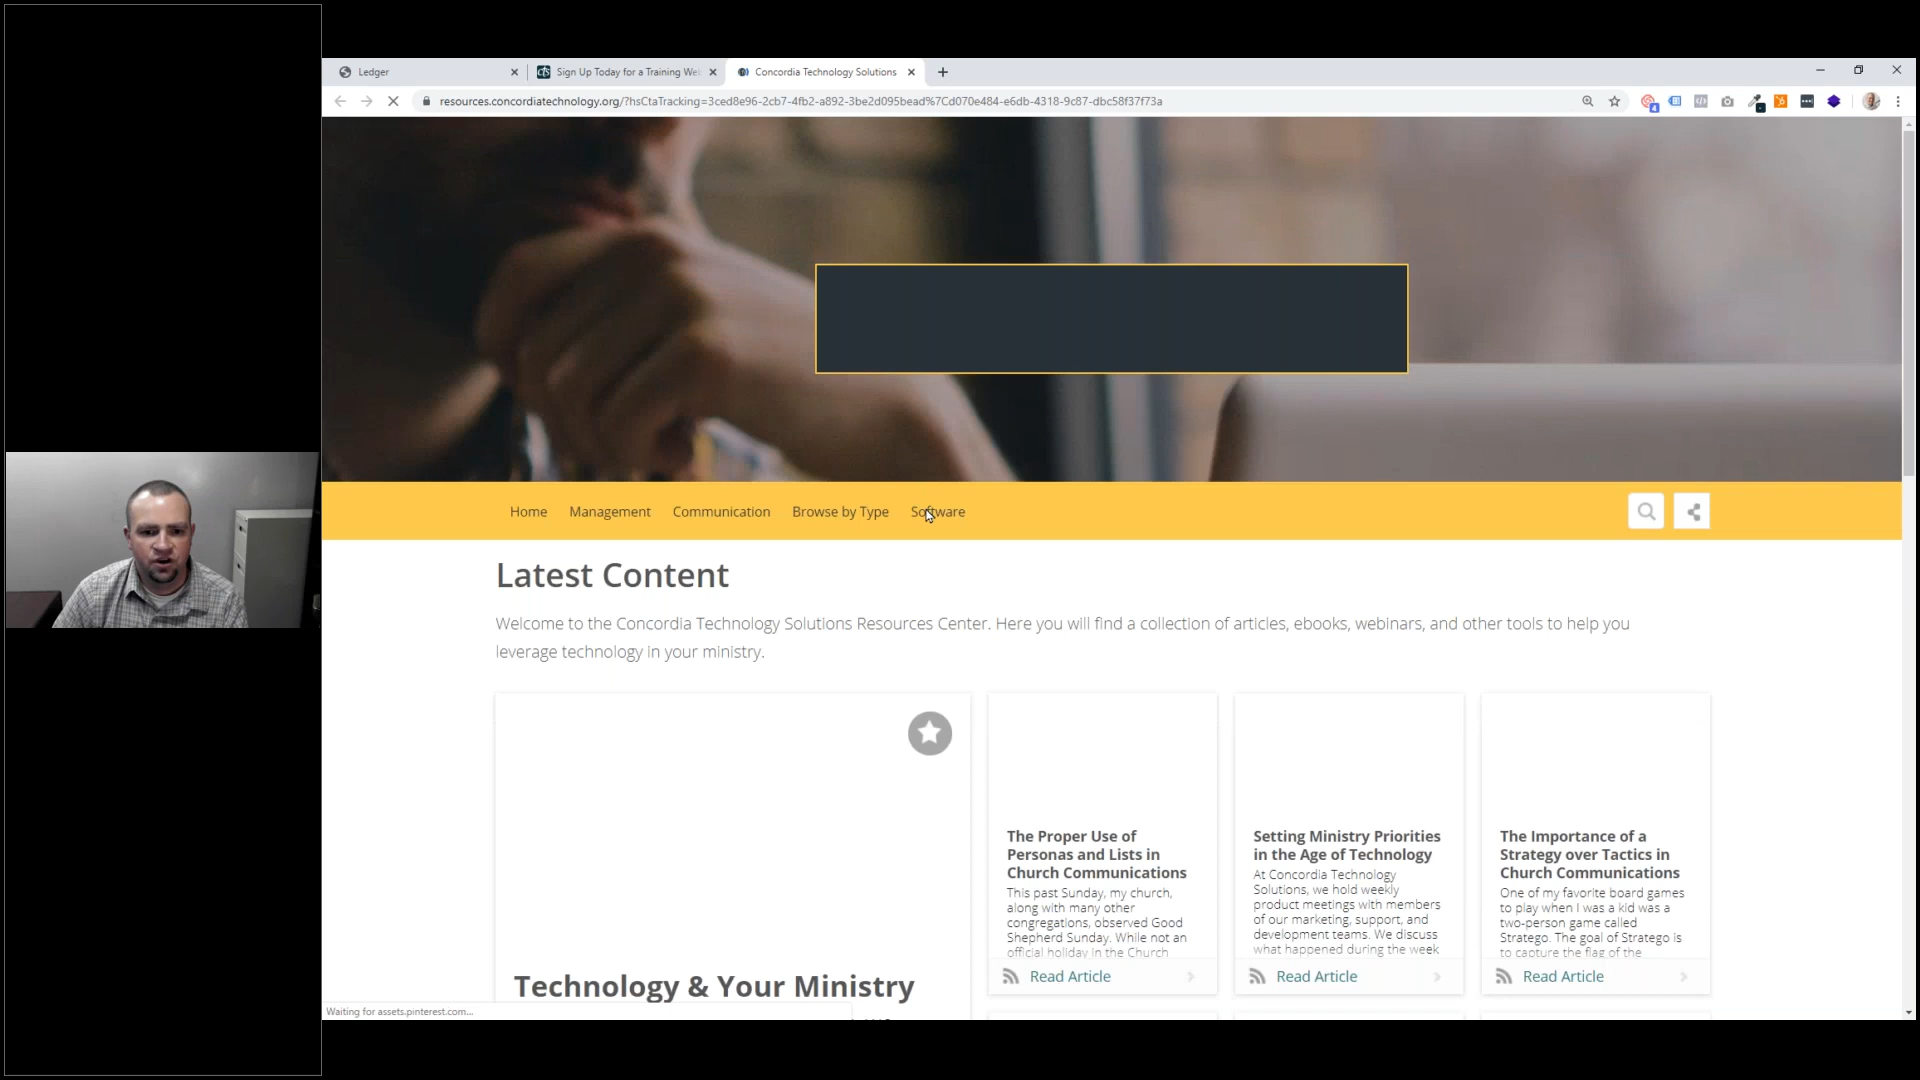 Ledger
Sign Up Today for a Training We
Concordia Technology Solutions
resources.concordiatechnology.org/?hsCtaTracking=3ced8e96-2cb7-4fb2-a892-3be2d095bead%7Cd070e484-e6db-4318-9c87-dbc58f37f73a
Home
Management
Communication
Browse by Type
Software
Latest Content
Welcome to the Concordia Technology Solutions Resources Center. Here you will find a collection of articles, ebooks, webinars, and other tools to help you
leverage technology in your ministry.
Technology & Your Ministry
The Proper Use of
Personas and Lists in
Church Communications
This past Sunday, my church,
along with many other
congregations, observed Good
Shepherd Sunday. While not an
official holiday in the Church
Read Article
Setting Ministry Priorities
in the Age of Technology
At Concordia Technology
Solutions, we hold weekly
product meetings with members
of our marketing, support, and
development teams. We discuss
what happened during the week
Read Article
The Importance of a
Strategy over Tactics in
Church Communications
One of my favorite board games
to play when I was a kid was a
two-person game called
Stratego. The goal of Stratego is
to capture the flag of the
Read Article
Waiting for assets.pinterest.com...